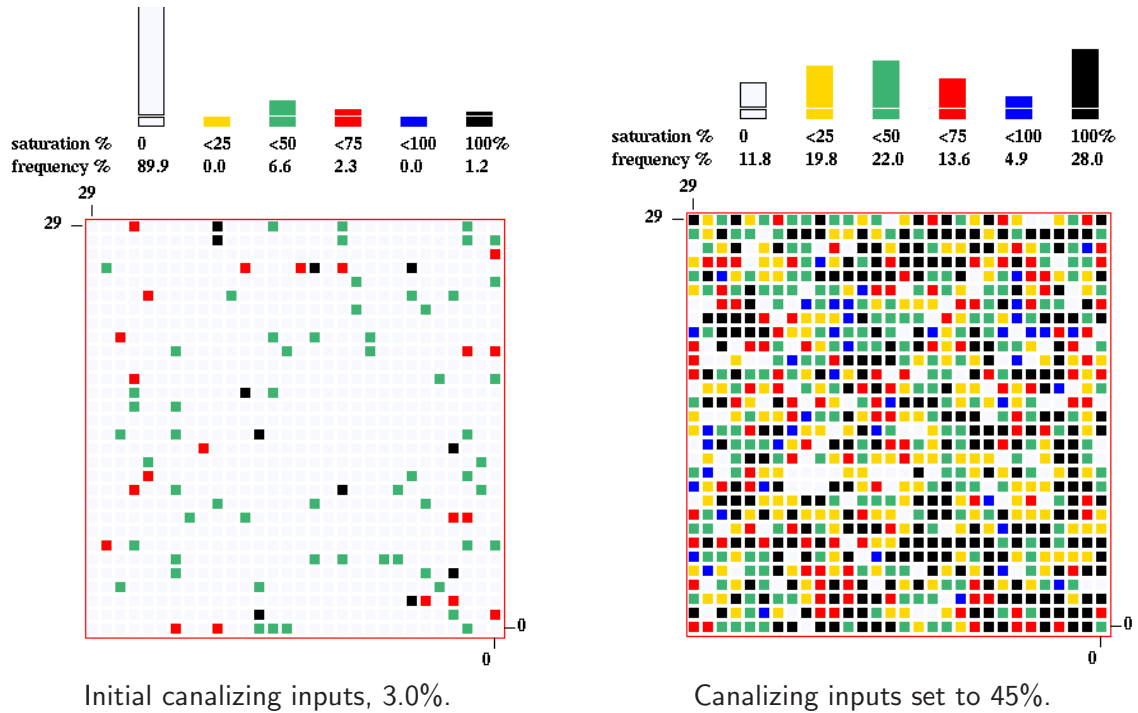 saturation % 0 <25 <50 <75 <100 100%
frequency % 89.9 0.0 6.6 2.3 0.0 1.2
29
29
0
0
Initial canalizing inputs, 3.0%.
saturation % 0 <25 <50 <75 <100 100%
frequency % 11.8 19.8 22.0 13.6 4.9 28.0
29
29
0
0
Canalizing inputs set to 45%.